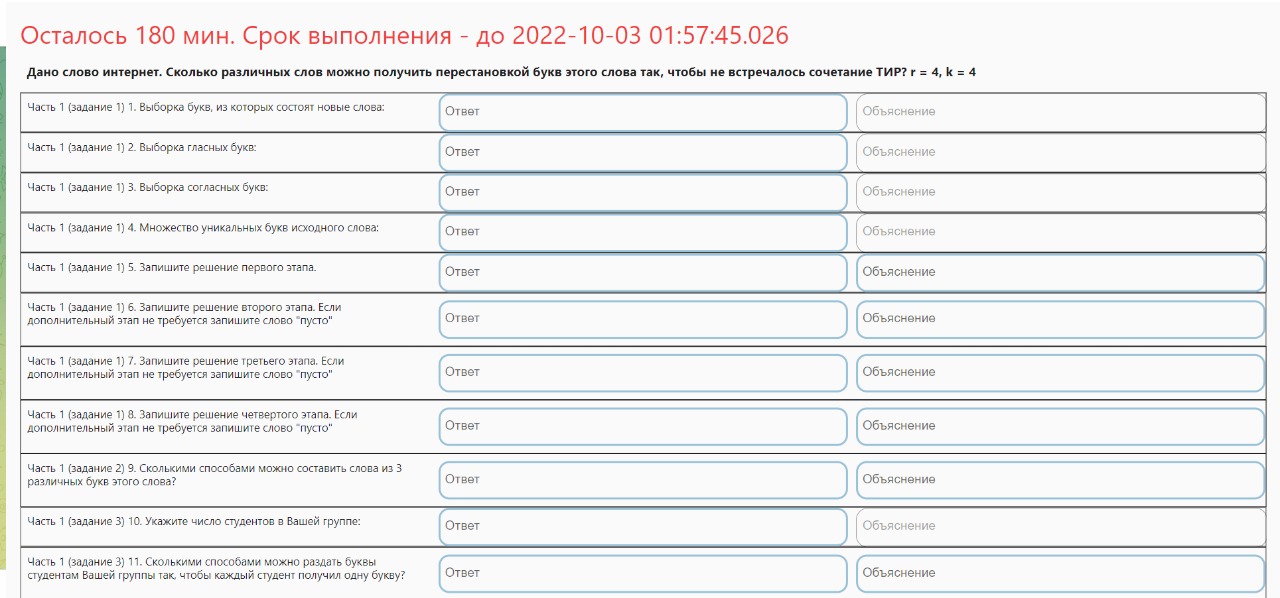 Осталось 180 мин. Срок выполнения - до 2022-10-03 01:57:45.026
Дано слово интернет. Сколько различных слов можно получить перестановкой букв этого слова так, чтобы не встречалось сочетание ТИР? r = 4, k = 4
Часть 1 (задание 1) 1. Выборка букв, из которых состоят новые слова:
Ответ
Объяснение
Часть 1 (задание 1) 2. Выборка гласных букв:
Ответ
Объяснение
Часть 1 (задание 1) 3. Выборка согласных букв:
Ответ
Объяснение
Часть 1 (задание 1) 4. Множество уникальных букв исходного слова:
Ответ
Объяснение
Часть 1 (задание 1) 5. Запишите решение первого этапа.
Ответ
Объяснение
Часть 1 (задание 1) 6. Запишите решение второго этапа. Если
дополнительный этап не требуется запишите слово "пусто"
Ответ
Объяснение
Часть 1 (задание 1) 7. Запишите решение третьего этапа. Если
дополнительный этап не требуется запишите слово "пусто"
Ответ
Объяснение
Часть 1 (задание 1) 8. Запишите решение четвертого этапа. Если
дополнительный этап не требуется запишите слово "пусто"
Ответ
Объяснение
Часть 1 (задание 2) 9. Сколькими способами можно составить слова из 3
различных букв этого слова?
Ответ
Объяснение
Часть 1 (задание 3) 10. Укажите число студентов в Вашей группе:
Ответ
Объяснение
Часть 1 (задание 3) 11. Сколькими способами можно раздать буквы
студентам Вашей группы так, чтобы каждый студент получил одну букву?
Ответ
Объяснение